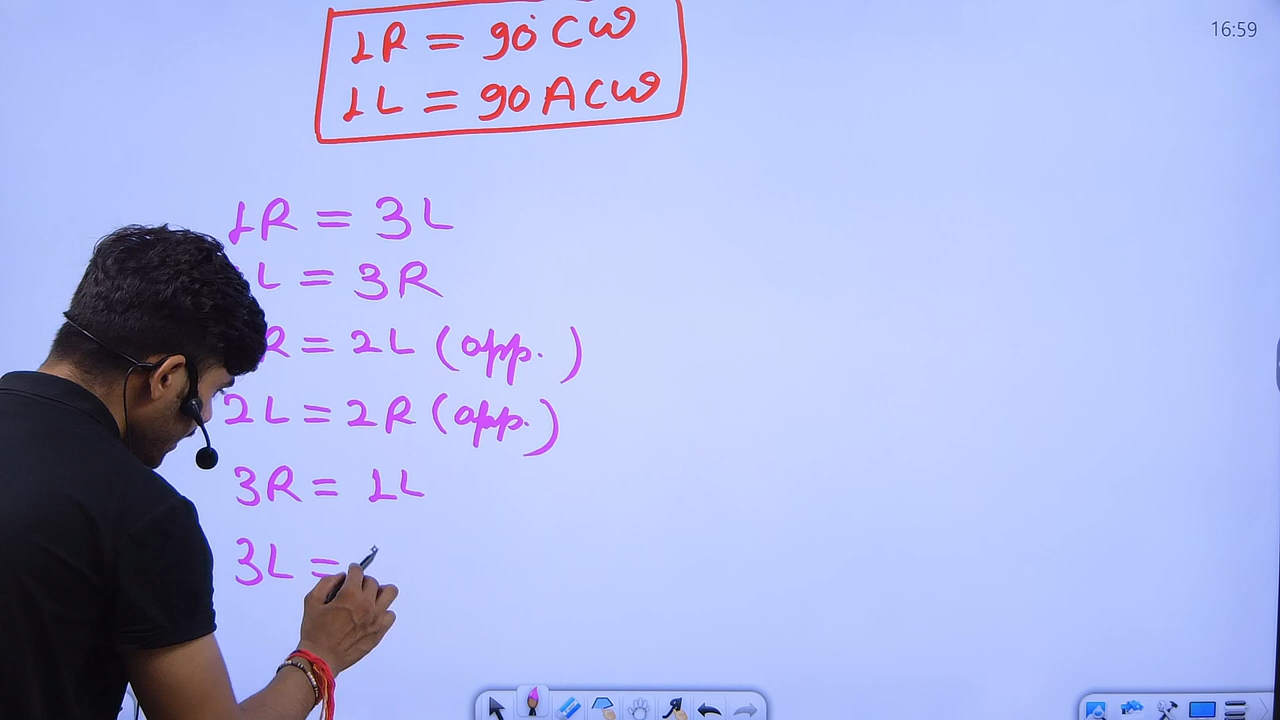 1R = 90° CW
1L = 90 ACW
16:59
1R = 3L
L = 3R
R = 2L (opp.)
2L = 2R (opp.)
3R = 1L
3L =